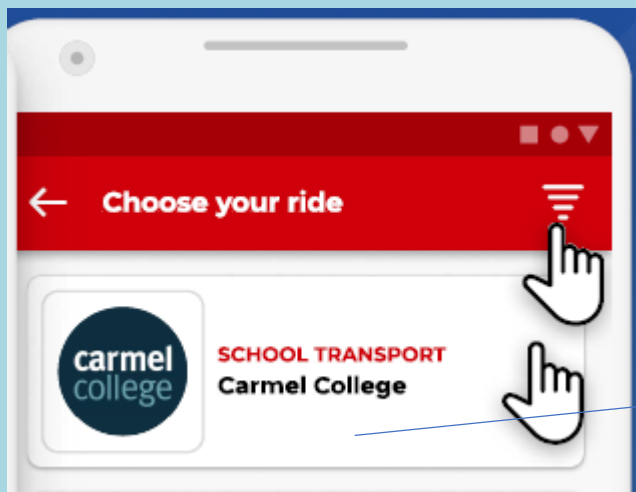 Choose your ride
carmel
college
SCHOOL TRANSPORT
Carmel College